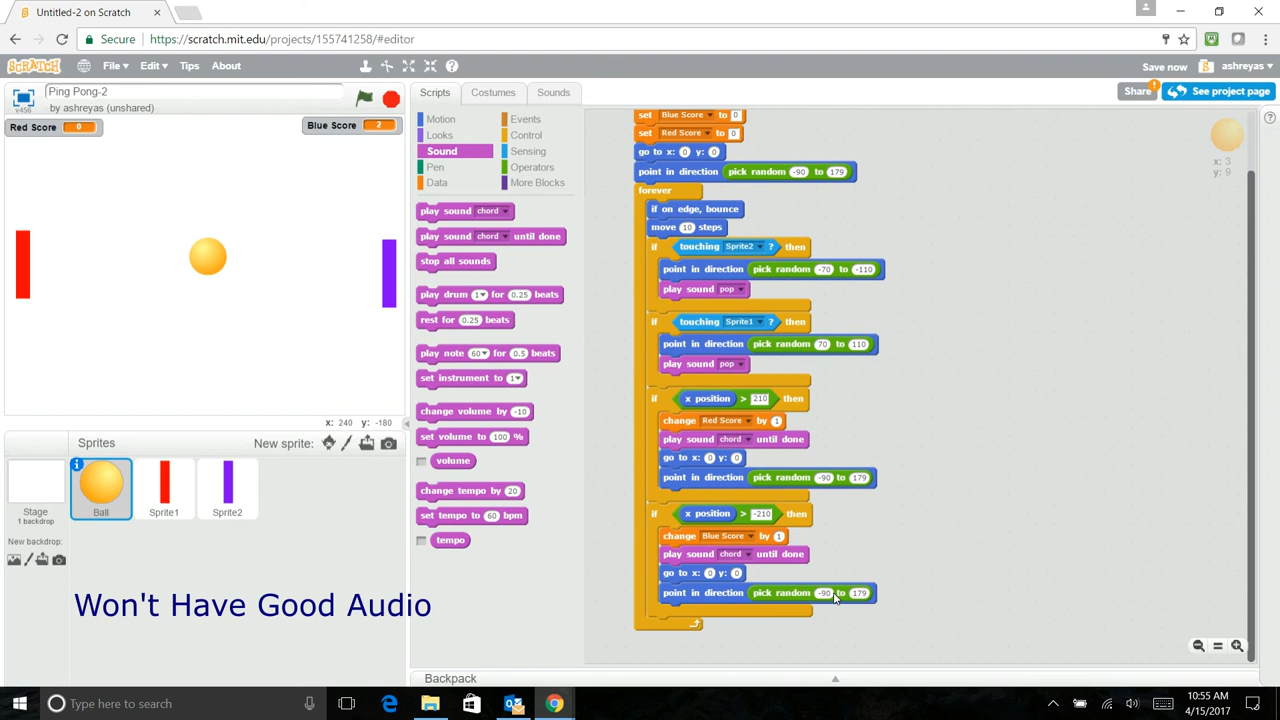 Untitled-2 on Scratch
Secure https://scratch.mit.edu/projects/155741258/#editor
SCRATCH File Edit Tips About Save now ashreyas
Ping Pong-2
by ashreyas (unshared)
v456
Scripts Costumes Sounds
Share See project page
Red Score 0
Blue Score 2
Motion Events
Looks Control
Sound Sensing
Pen Operators
Data More Blocks
play sound chord
play sound chord until done
stop all sounds
play drum 1 for 0.25 beats
rest for 0.25 beats
play note 60 for 0.5 beats
set instrument to 1
change volume by -10
set volume to 100 %
volume
change tempo by 20
set tempo to 60 bpm
tempo
set Blue Score to 0
set Red Score to 0
go to x: 0 y: 0
point in direction pick random -90 to 179
forever
if on edge, bounce
move 10 steps
if touching Sprite2 ? then
point in direction pick random -70 to -110
play sound pop
if touching Sprite1 ? then
point in direction pick random 70 to 110
play sound pop
if x position > 210 then
change Red Score by 1
play sound chord until done
go to x: 0 y: 0
point in direction pick random -90 to 179
if x position > -210 then
change Blue Score by 1
play sound chord until done
go to x: 0 y: 0
point in direction pick random -90 to 179
x: 3
y: 9
x: 240 y: -180
Sprites New sprite:
Stage
1 backdrop
Ball Sprite1 Sprite2
New backdrop:
Won't Have Good Audio
Backpack
Type here to search
10:55 AM
4/15/2017